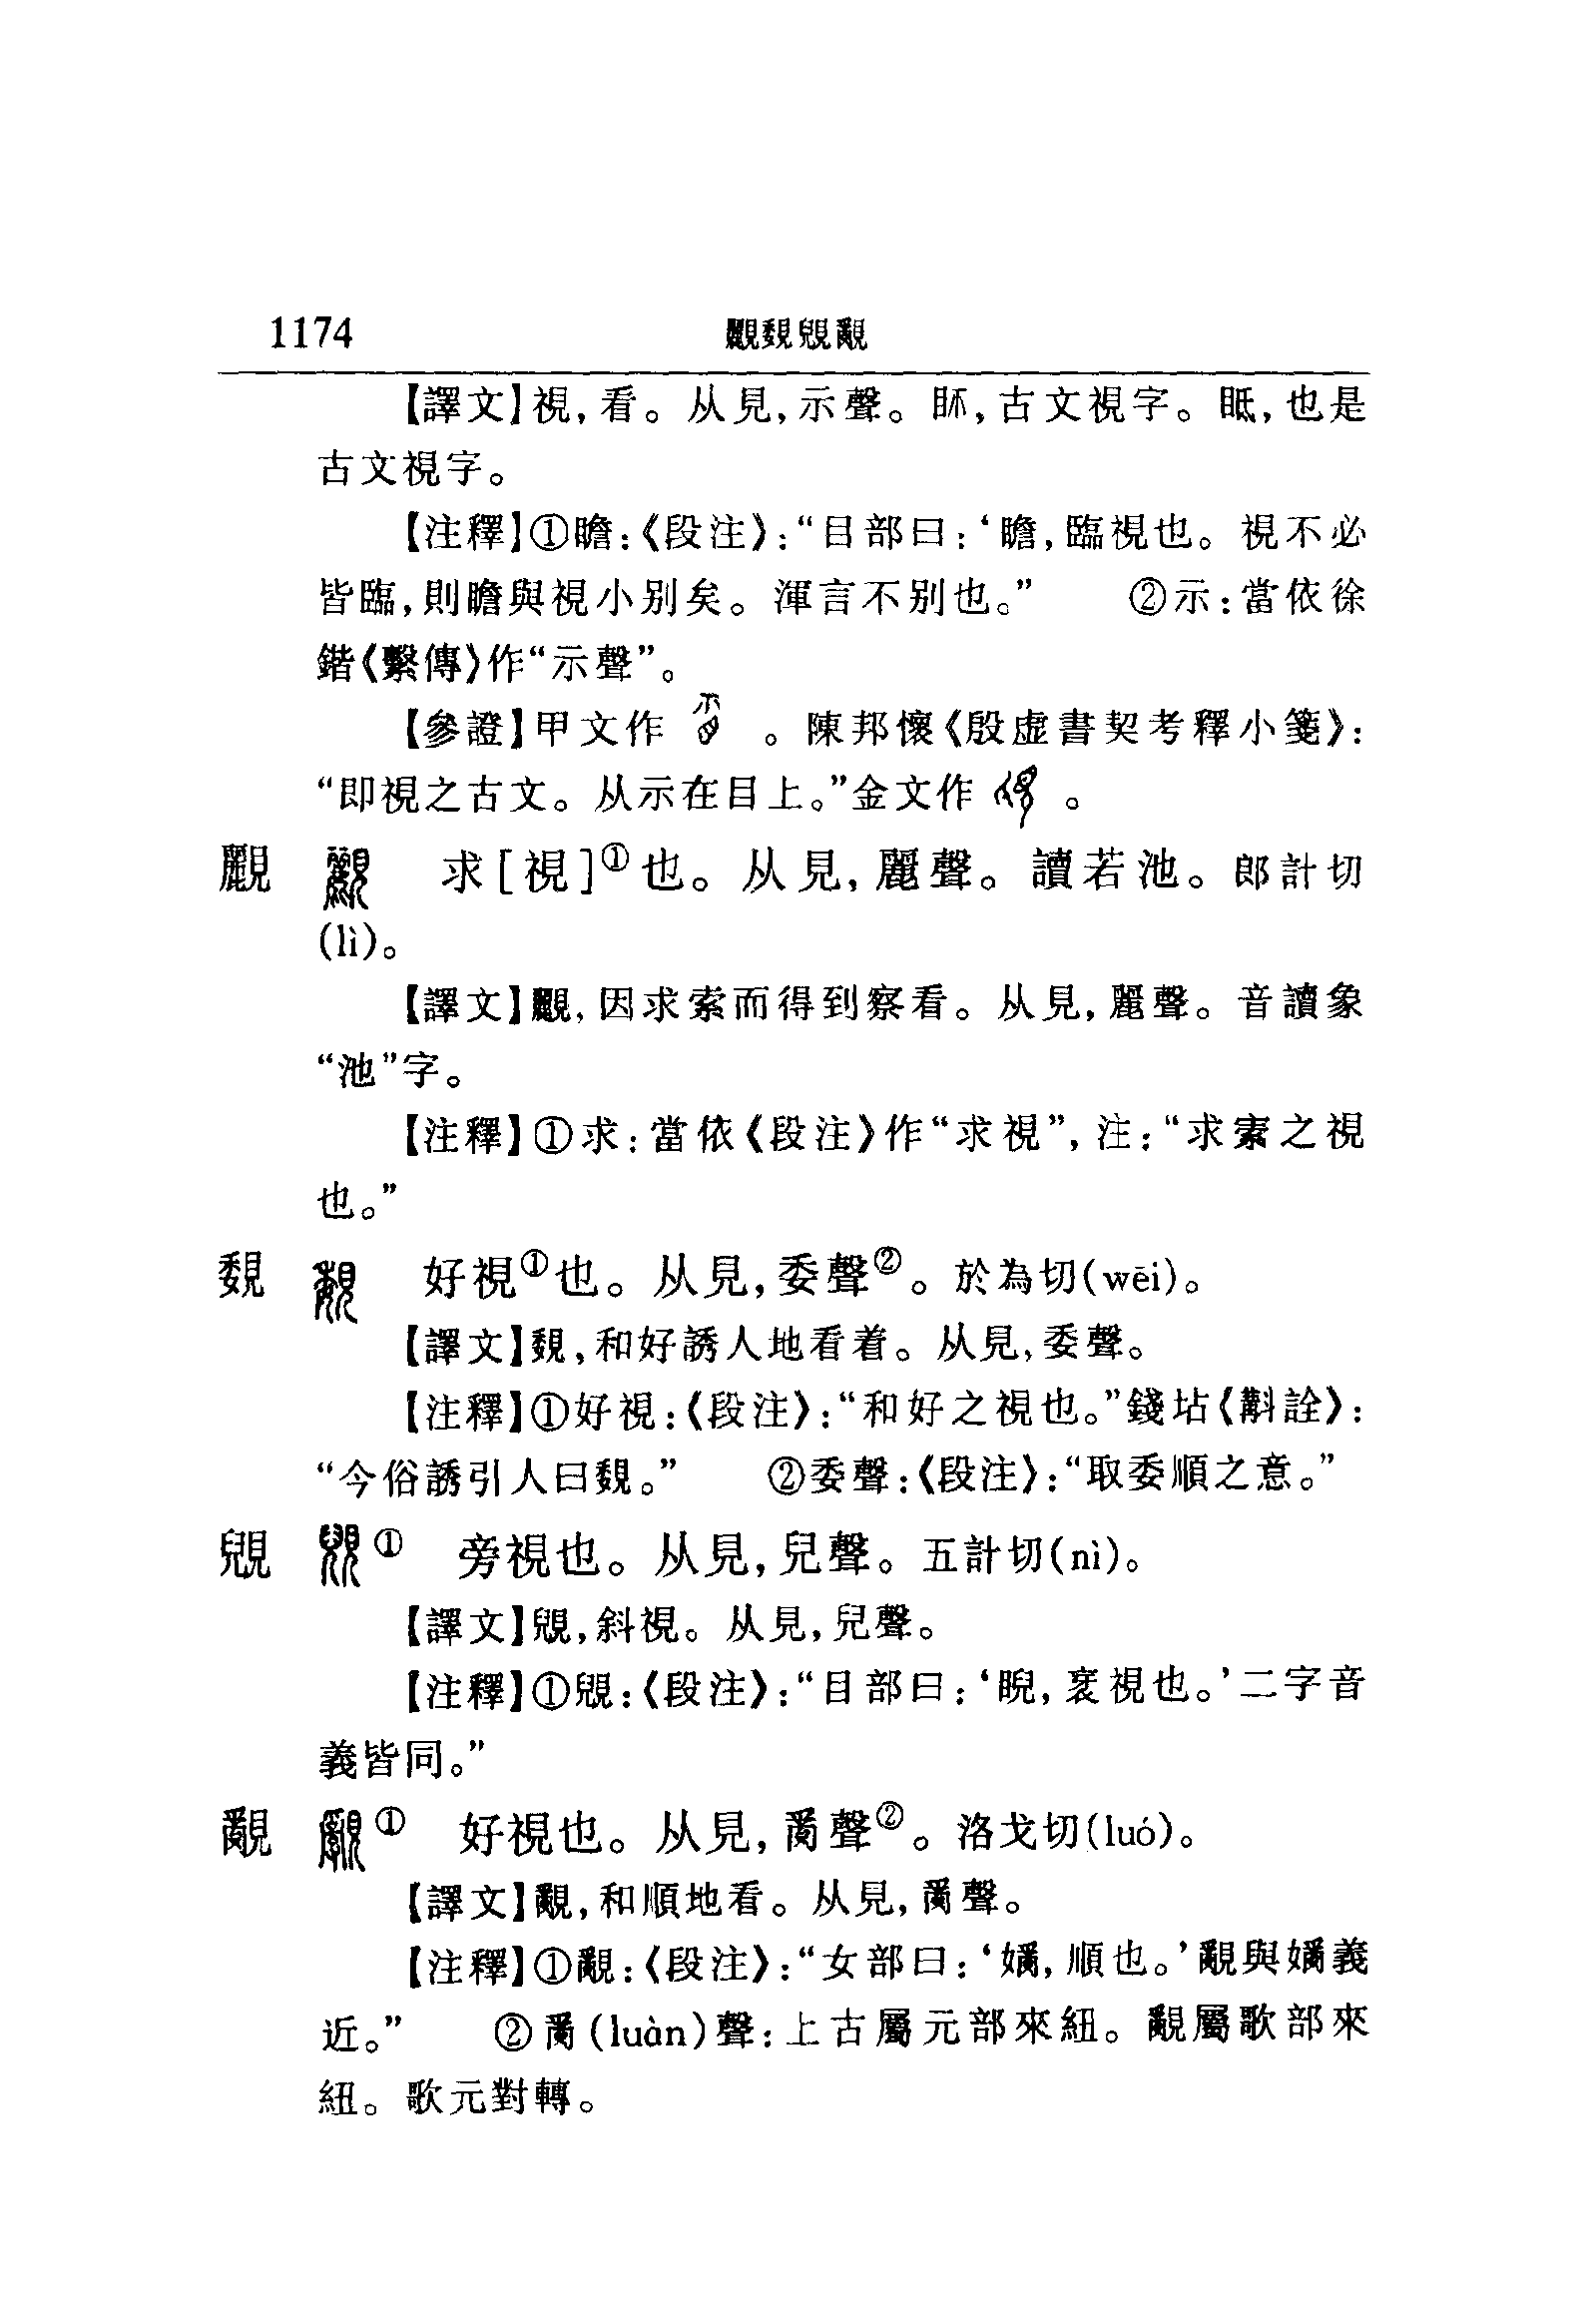 1174 覼覣覞覶
【譯文】視,看。从見,示聲。眎,古文視字。眡,也是
古文視字。
【注釋】①瞻:《段注》:“目部曰:‘瞻,臨視也。視不必
皆臨,則瞻與視小別矣。渾言不別也。” ②示:當依徐
鍇《繫傳》作“示聲”。
【參證】甲文作 。陳邦懷《殷虛書契考釋小箋》:
“即視之古文。从示在目上。”金文作 。
覼 求[視]①也。从見,麗聲。讀若池。郎計切
(lì)。
【譯文】覼,因求索而得到察看。从見,麗聲。音讀象
“池”字。
【注釋】①求:當依《段注》作“求視”,注:“求索之視
也。”
覣 好視①也。从見,委聲②。於為切(wēi)。
【譯文】覣,和好誘人地看着。从見,委聲。
【注釋】①好視:《段注》:“和好之視也。”錢坫《斠詮》:
“今俗誘引人曰覣。” ②委聲:《段注》:“取委順之意。”
覞 ① 旁視也。从見,兒聲。五計切(nì)。
【譯文】覞,斜視。从見,兒聲。
【注釋】①覞:《段注》:“目部曰:‘睨,衺視也。’二字音
義皆同。”
覶 ① 好視也。从見,𤔔聲②。洛戈切(luó)。
【譯文】覶,和順地看。从見,𤔔聲。
【注釋】①覶:《段注》:“女部曰:‘嬌,順也。’覶與嬌義
近。” ②𤔔(luàn)聲:上古屬元部來紐。覶屬歌部來
紐。歌元對轉。